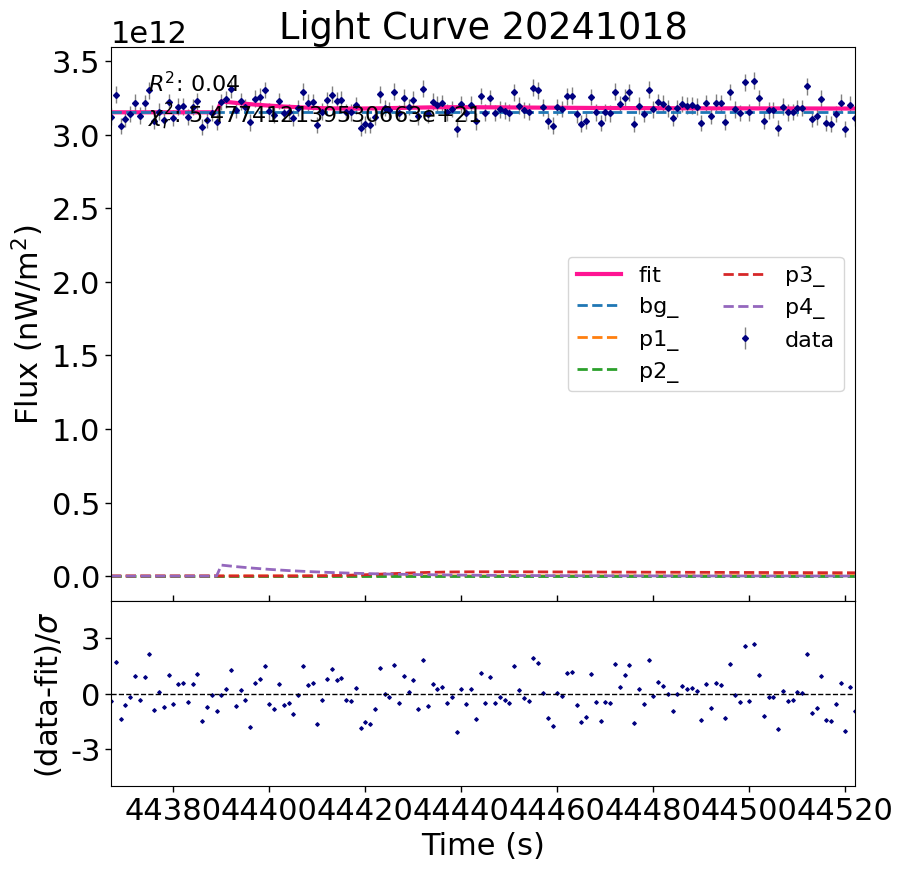 Light Curve 20241018
1e12
3.5
3.0
2.5
2.0
1.5
1.0
0.5
0.0
Flux (nW/m²)
R²: 0.04
fit
bg_
p1_
p2_
p3_
p4_
data
3
0
-3
(data-fit)/σ
44380 44400 44420 44440 44460 44480 44500 44520
Time (s)